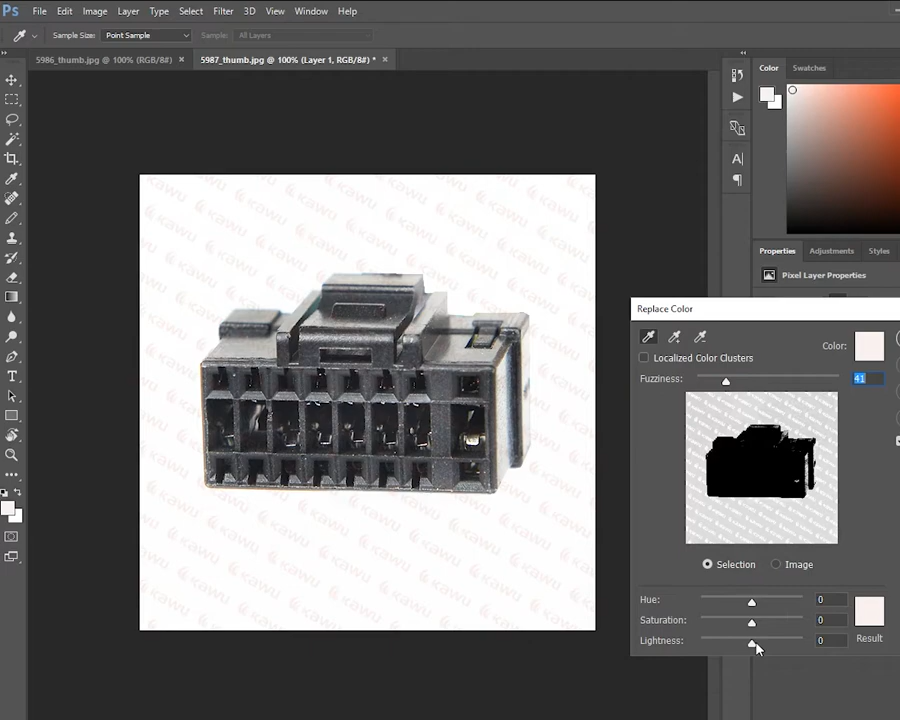 Ps File Edit Image Layer Type Select Filter 3D View Window Help
Sample Size: Point Sample Sample: All Layers
5986_thumb.jpg @ 100% (RGB/8#) × 5987_thumb.jpg @ 100% (Layer 1, RGB/8#) * ×
Color Swatches
Properties Adjustments Styles
Pixel Layer Properties
Replace Color
Localized Color Clusters
Color:
Fuzziness: 41
Selection Image
Hue: 0
Saturation: 0
Lightness: 0
Result
KAWU